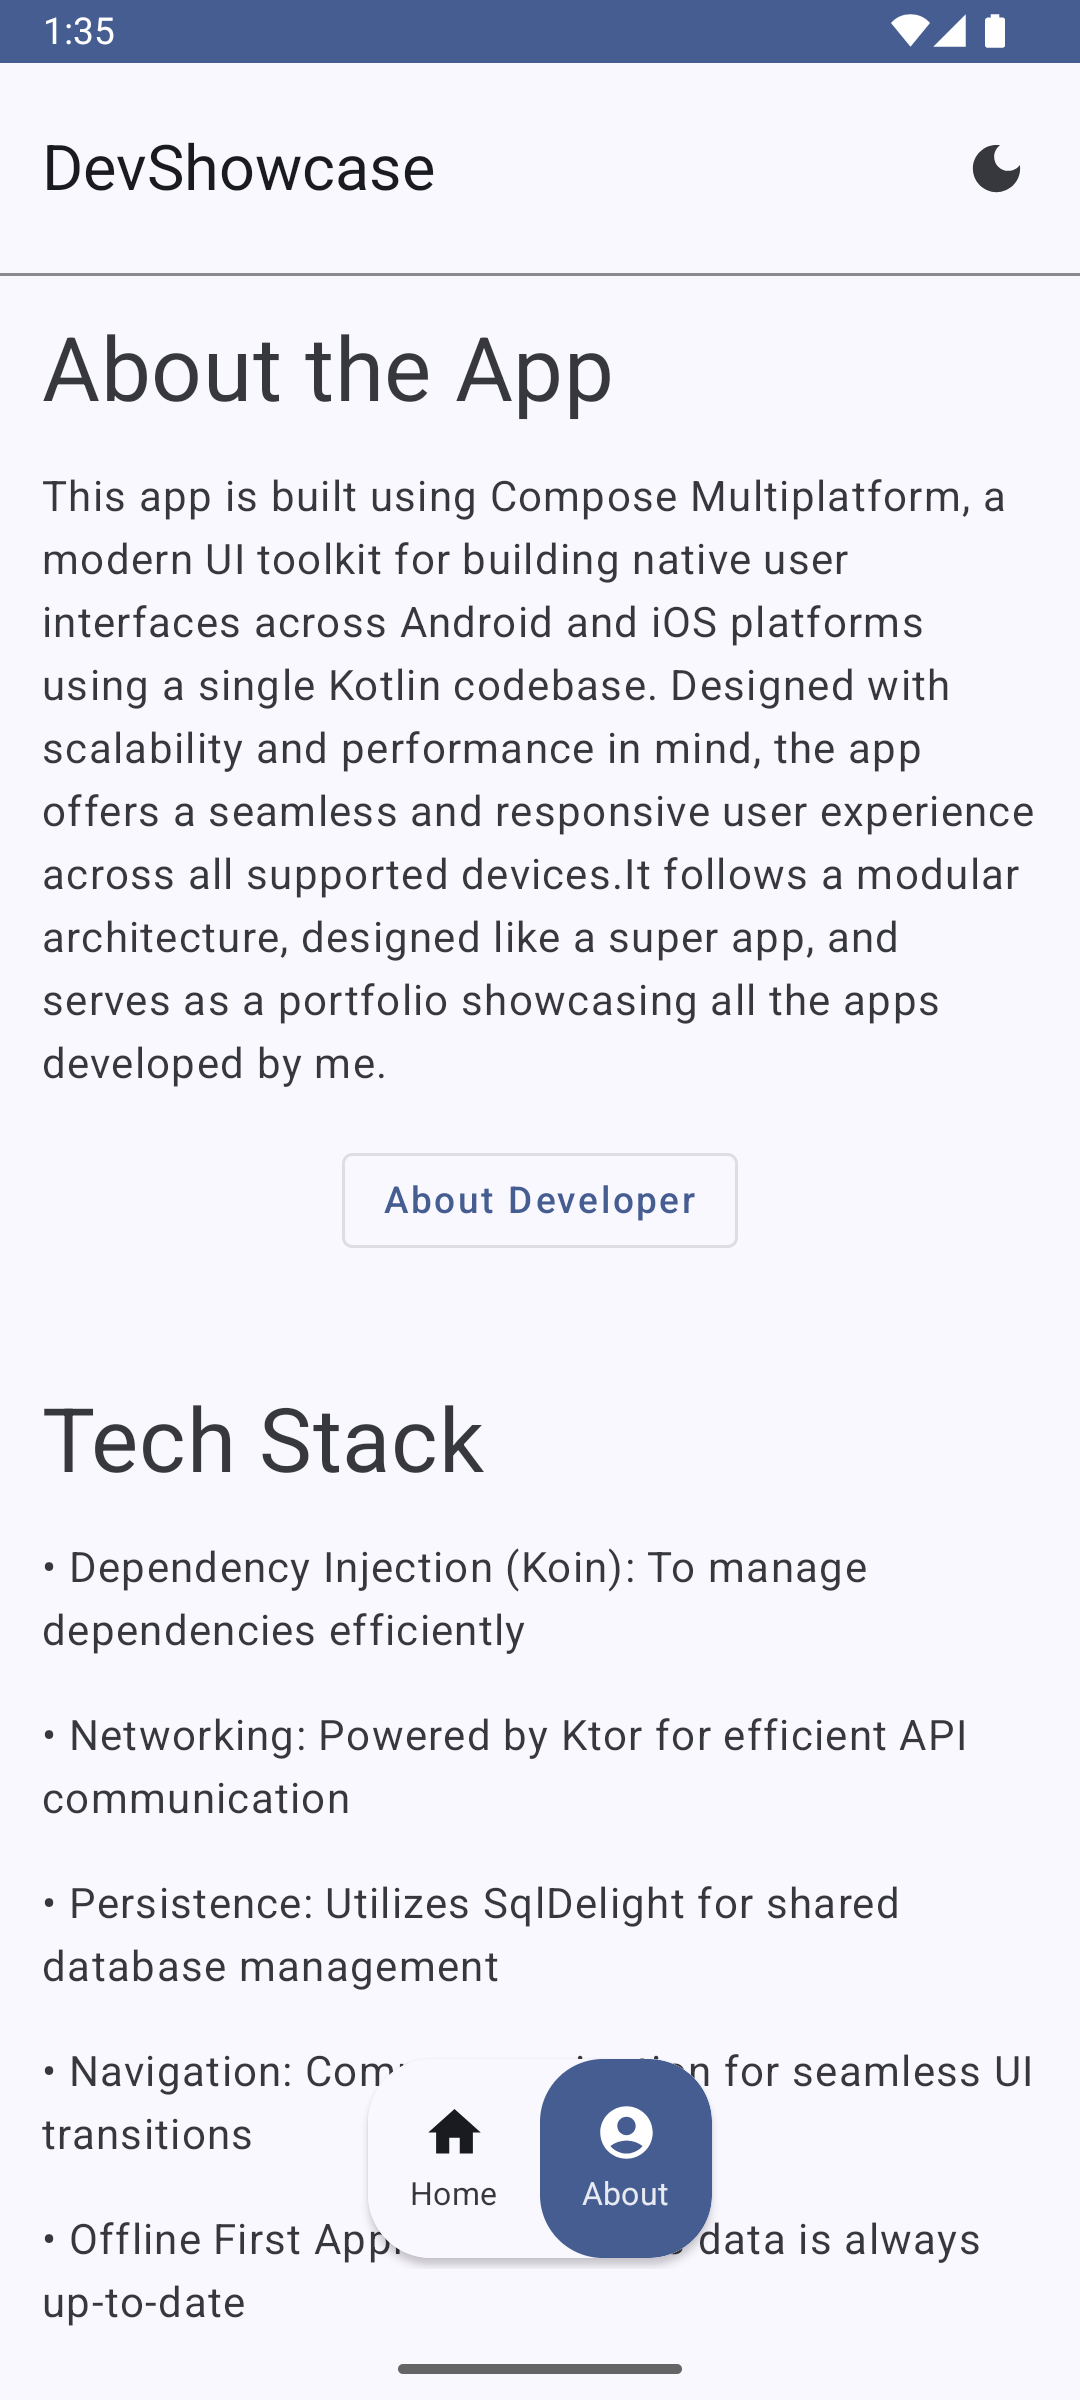 1:35
DevShowcase
About the App
This app is built using Compose Multiplatform, a
modern UI toolkit for building native user
interfaces across Android and iOS platforms
using a single Kotlin codebase. Designed with
scalability and performance in mind, the app
offers a seamless and responsive user experience
across all supported devices.It follows a modular
architecture, designed like a super app, and
serves as a portfolio showcasing all the apps
developed by me.
About Developer
Tech Stack
• Dependency Injection (Koin): To manage
dependencies efficiently
• Networking: Powered by Ktor for efficient API
communication
• Persistence: Utilizes SqlDelight for shared
database management
• Navigation: for seamless UI
transitions
• Offline First data is always
up-to-date
Home
About